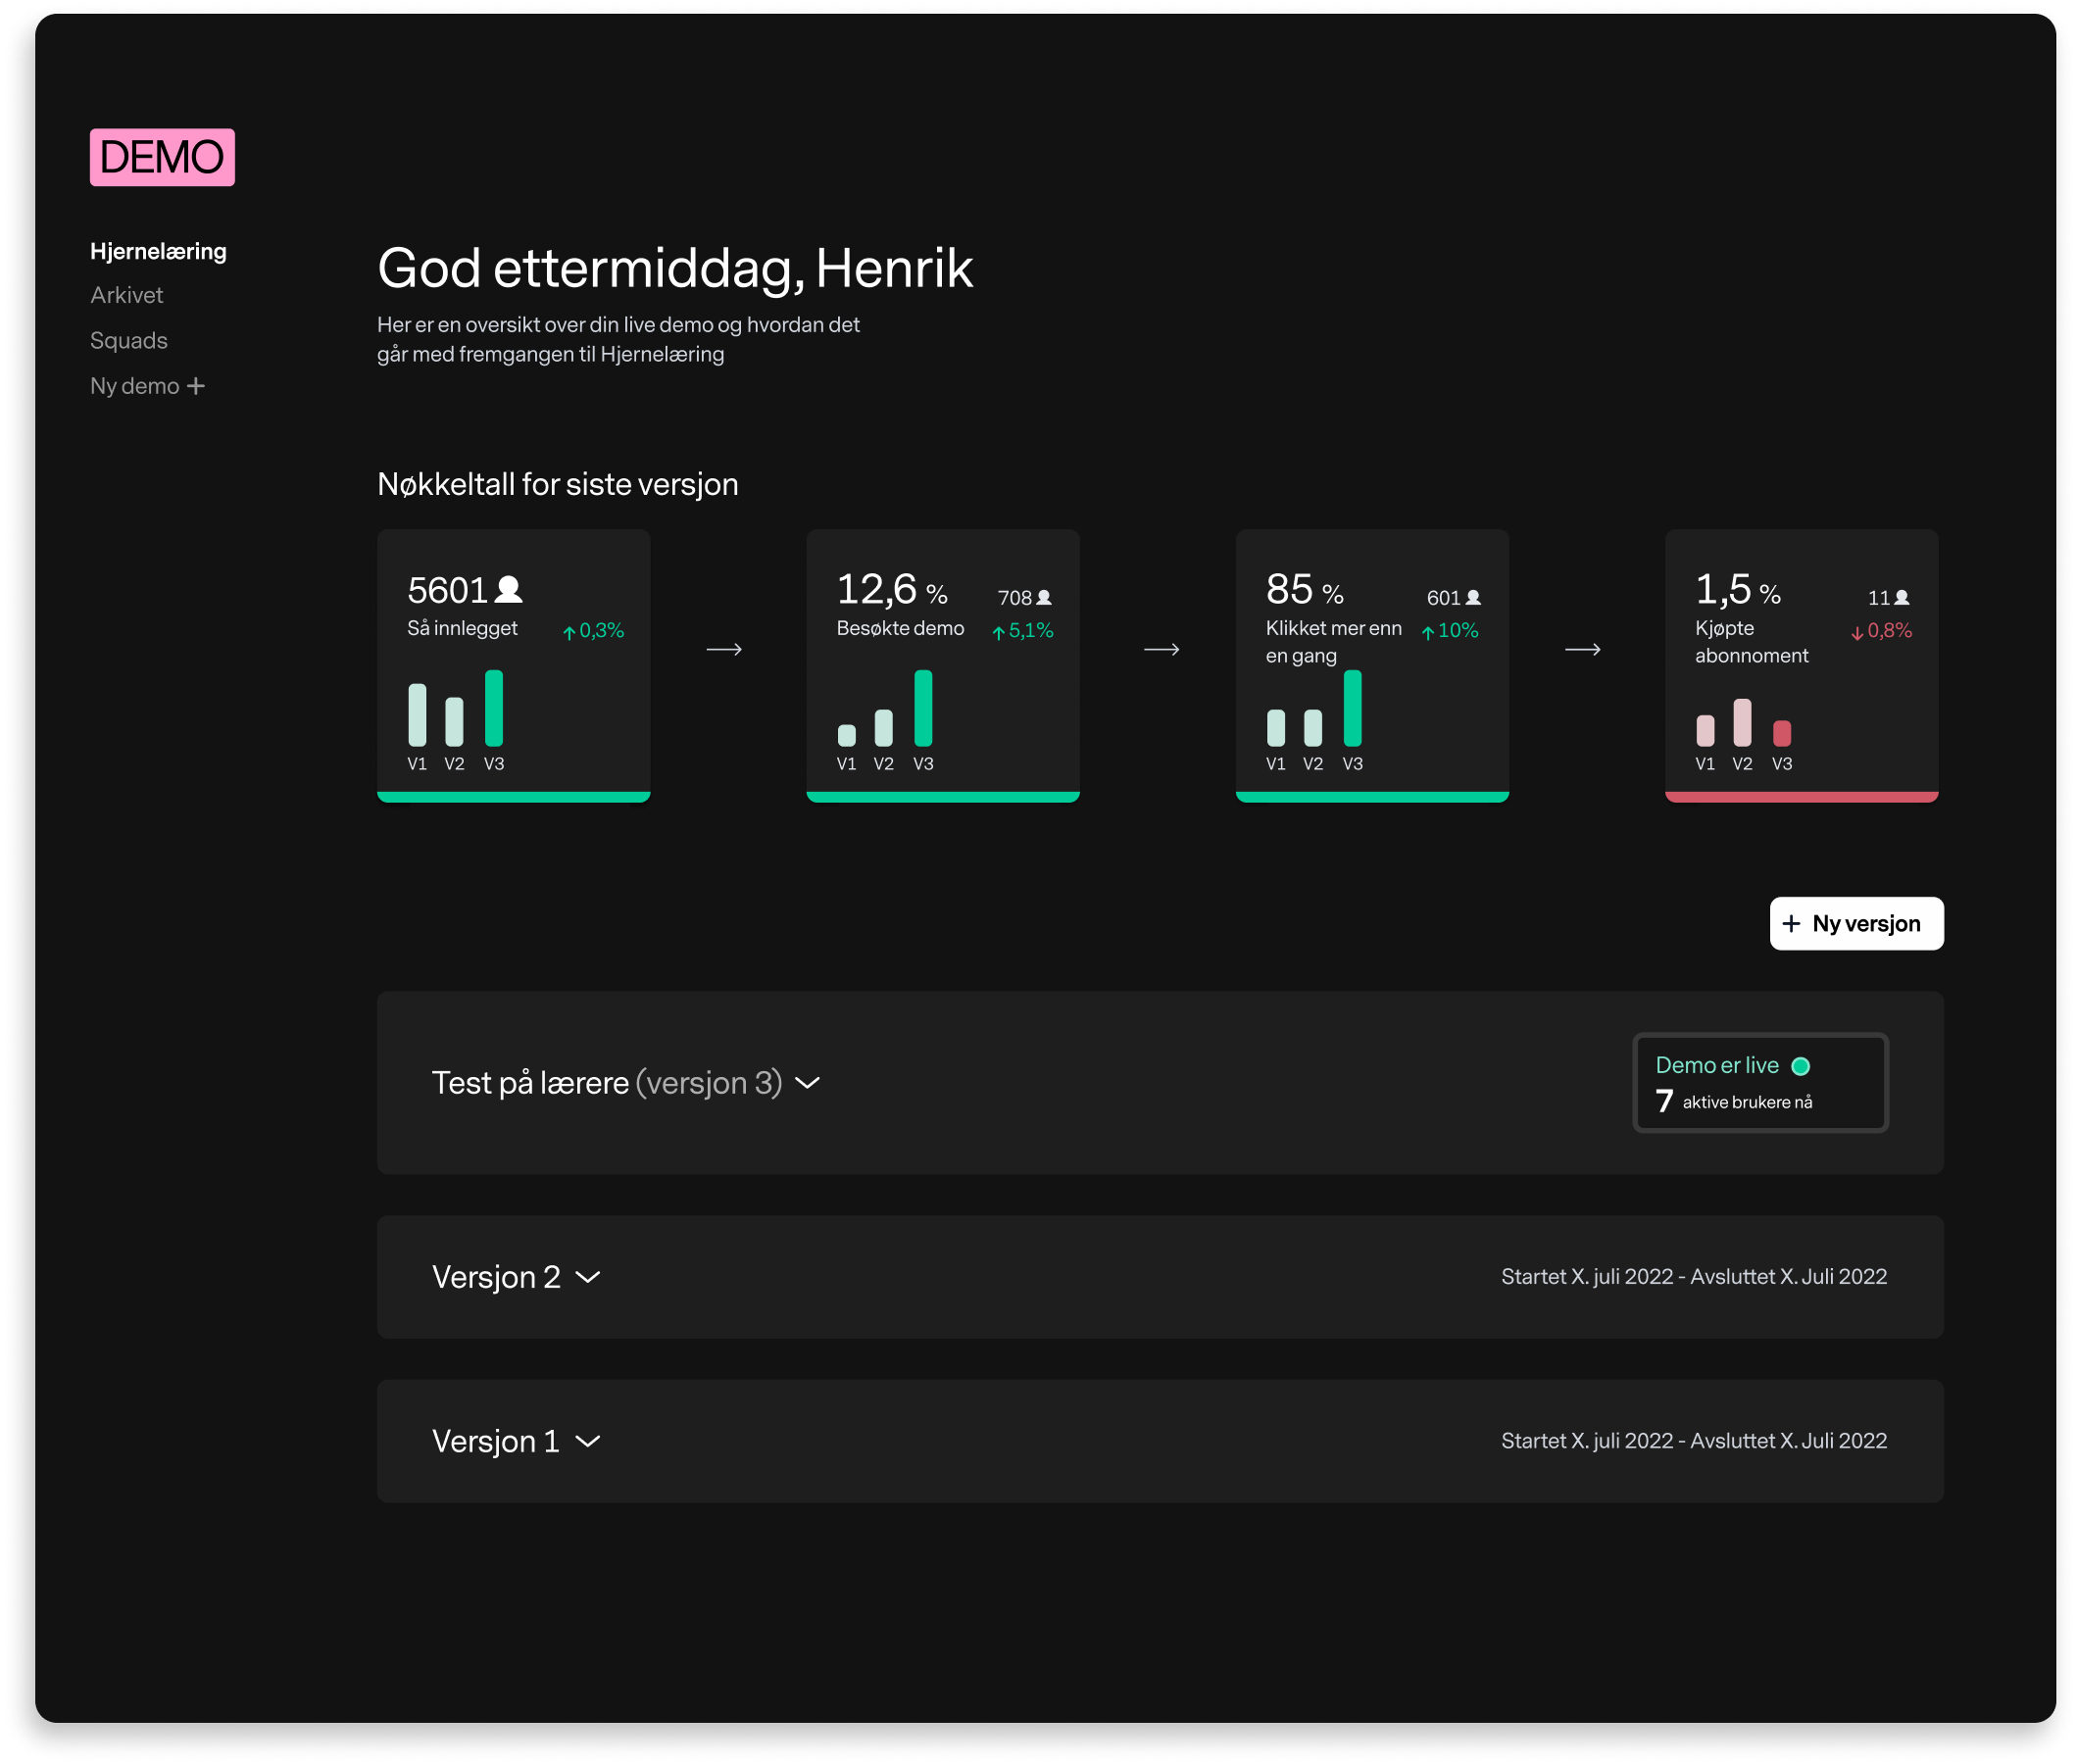 DEMO
Hjernelæring
Arkivet
Squads
Ny demo +
God ettermiddag, Henrik
Her er en oversikt over din live demo og hvordan det
går med fremgangen til Hjernelæring
Nøkkeltall for siste versjon
5601
Så innlegget
↑ 0,3%
V1 V2 V3
12,6 %
708
Besøkte demo
↑ 5,1%
V1 V2 V3
85 %
601
Klikket mer enn
en gang
↑ 10%
V1 V2 V3
1,5 %
11
Kjøpte
abonnoment
↓ 0,8%
V1 V2 V3
+ Ny versjon
Test på lærere (versjon 3)
Demo er live
7 aktive brukere nå
Versjon 2
Startet X. juli 2022 - Avsluttet X. Juli 2022
Versjon 1
Startet X. juli 2022 - Avsluttet X. Juli 2022